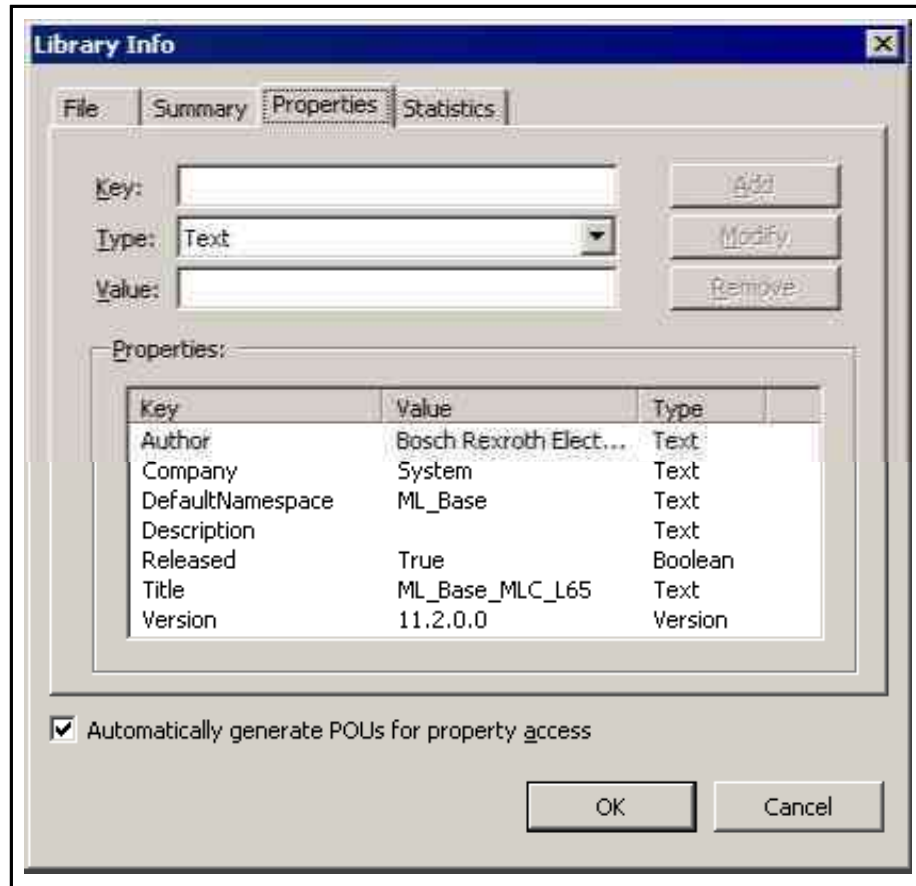 Library Info
File Summary Properties Statistics
Key: Add
Type: Text Modify
Value: Remove
Properties:
Key Value Type
Author Bosch Rexroth Elect... Text
Company System Text
DefaultNamespace ML_Base Text
Description Text
Released True Boolean
Title ML_Base_MLC_L65 Text
Version 11.2.0.0 Version
Automatically generate POUs for property access
OK Cancel